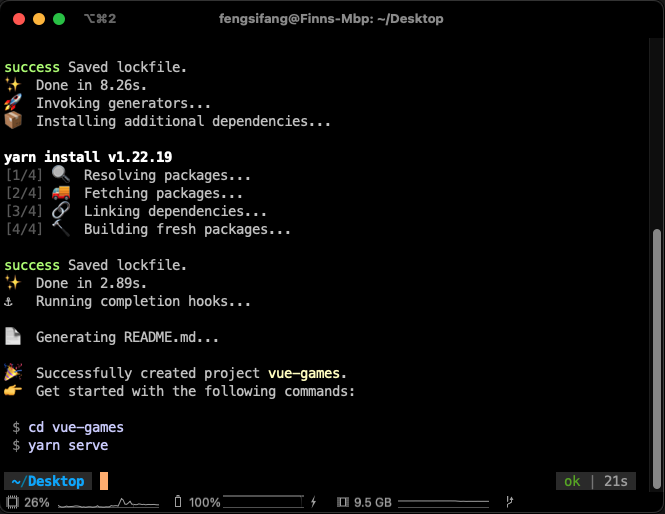 ⌥⌘2 fengsifang@Finns-Mbp: ~/Desktop
success Saved lockfile.
✨ Done in 8.26s.
🚀 Invoking generators...
📦 Installing additional dependencies...
yarn install v1.22.19
[1/4] 🔍 Resolving packages...
[2/4] 🚚 Fetching packages...
[3/4] 🔗 Linking dependencies...
[4/4] 🔨 Building fresh packages...
success Saved lockfile.
✨ Done in 2.89s.
⚓ Running completion hooks...
📄 Generating README.md...
🎉 Successfully created project vue-games.
👉 Get started with the following commands:
$ cd vue-games
$ yarn serve
~/Desktop ok | 21s
26% 100% 9.5 GB